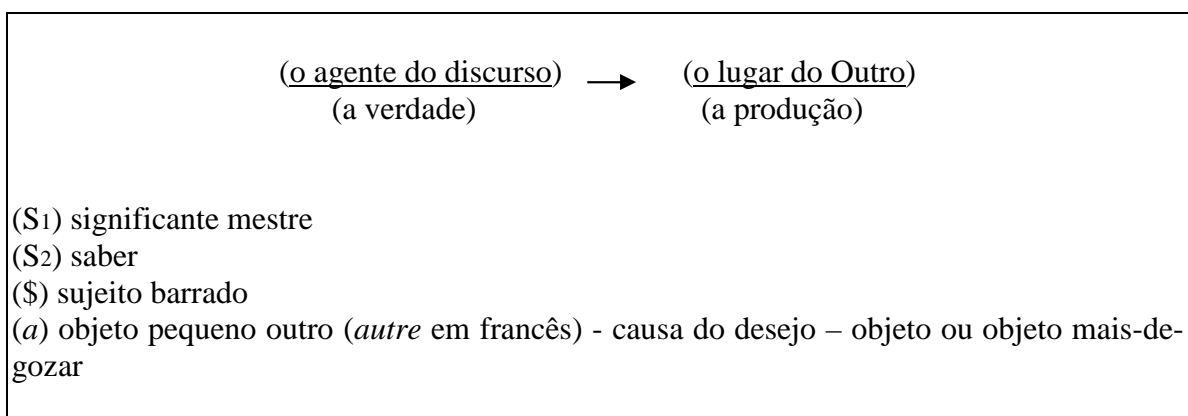 (o agente do discurso) → (o lugar do Outro)
(a verdade) (a produção)
(S1) significante mestre
(S2) saber
($) sujeito barrado
(a) objeto pequeno outro (autre em francês) - causa do desejo – objeto ou objeto mais-de-
gozar